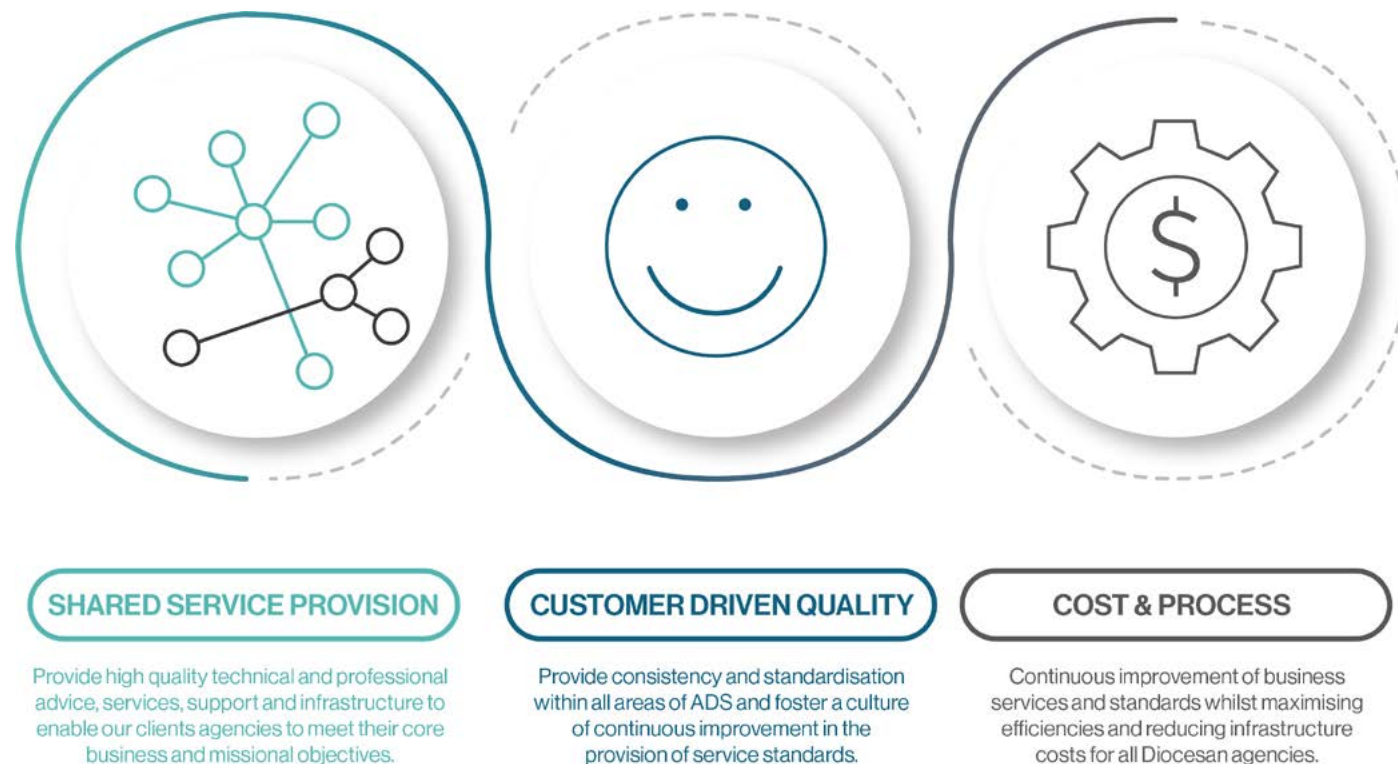 $
SHARED SERVICE PROVISION
Provide high quality technical and professional
advice, services, support and infrastructure to
enable our clients agencies to meet their core
business and missional objectives.
CUSTOMER DRIVEN QUALITY
Provide consistency and standardisation
within all areas of ADS and foster a culture
of continuous improvement in the
provision of service standards.
COST & PROCESS
Continuous improvement of business
services and standards whilst maximising
efficiencies and reducing infrastructure
costs for all Diocesan agencies.